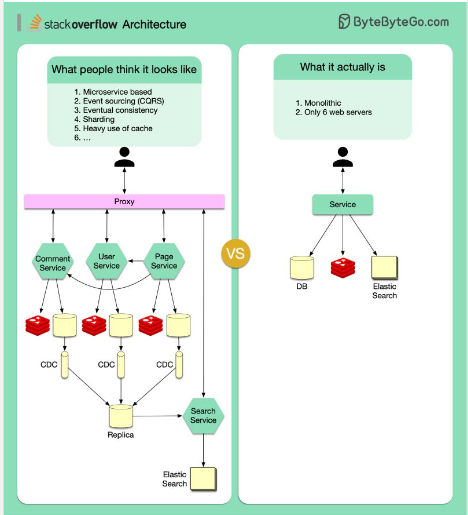 stackoverflow Architecture
ByteByteGo.com
What people think it looks like
1. Microservice based
2. Event sourcing (CQRS)
3. Eventual consistency
4. Sharding
5. Heavy use of cache
6. ...
Proxy
Comment
Service
User
Service
Page
Service
CDC
CDC
CDC
Replica
Search
Service
Elastic
Search
VS
What it actually is
1. Monolithic
2. Only 6 web servers
Service
DB
Elastic
Search